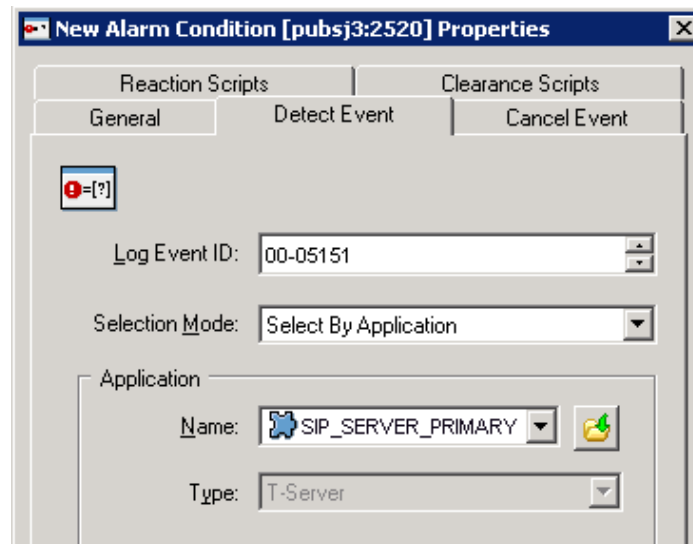 New Alarm Condition [pubsj3:2520] Properties
Reaction Scripts Clearance Scripts
General Detect Event Cancel Event
!=[?]
Log Event ID: 00-05151
Selection Mode: Select By Application
Application
Name: SIP_SERVER_PRIMARY
Type: T-Server